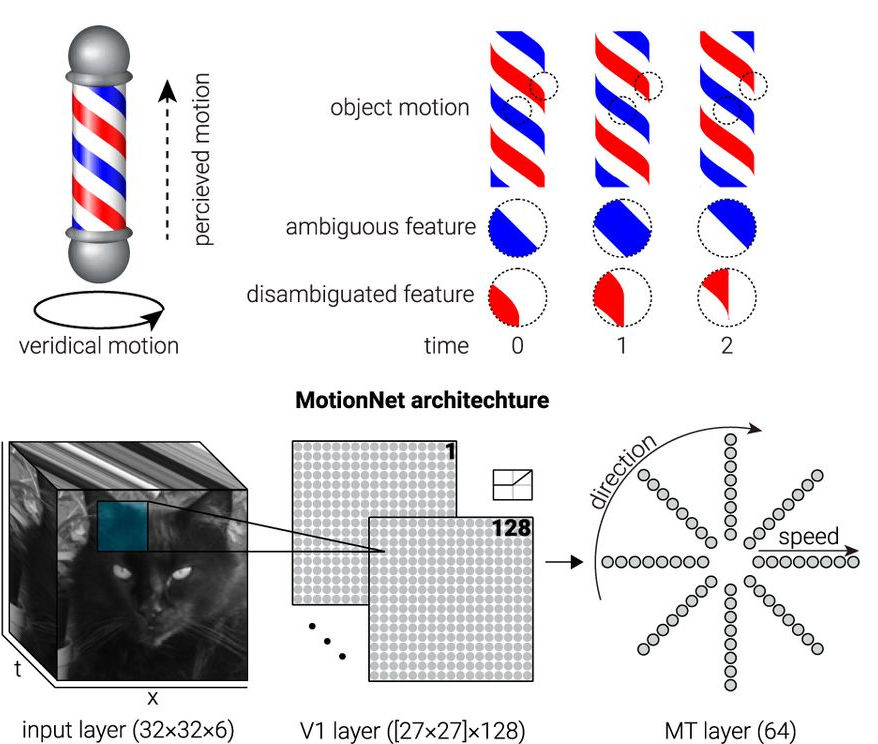 percieved motion
veridical motion
object motion
ambiguous feature
disambiguated feature
time 0 1 2
MotionNet architechture
t
x
input layer (32×32×6)
1
128
V1 layer ([27×27]×128)
direction
speed
MT layer (64)